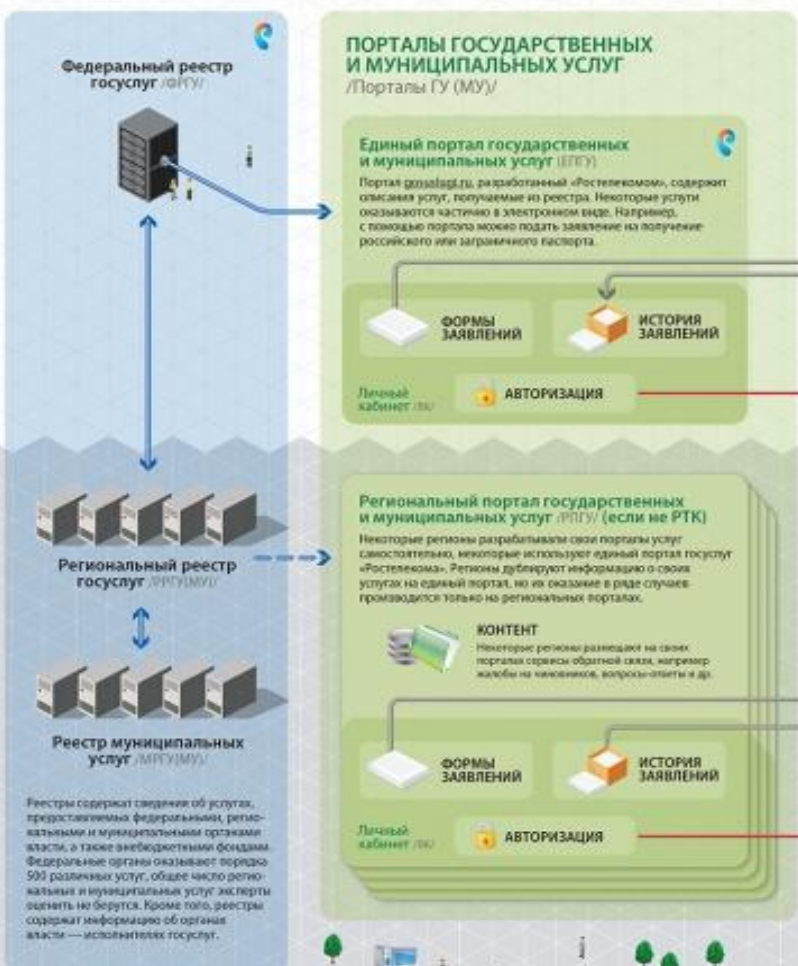 Федеральный реестр
госуслуг /ФРГУ/
Региональный реестр
госуслуг /РРГУ(МУ)/
Реестр муниципальных
услуг /МРГУ(МУ)/
Реестры содержат сведения об услугах,
предоставляемых федеральными, регио-
нальными и муниципальными органами
власти, а также внебюджетными фондами.
Федеральные органы оказывают порядка
500 различных услуг, общее число регио-
нальных и муниципальных услуг эксперты
оценить не берутся. Кроме того, реестры
содержат информацию об органах
власти — исполнителях госуслуг.
ПОРТАЛЫ ГОСУДАРСТВЕННЫХ
И МУНИЦИПАЛЬНЫХ УСЛУГ
/Порталы ГУ (МУ)/
Единый портал государственных
и муниципальных услуг (ЕПГУ)
Портал gosuslugi.ru, разработанный «Ростелекомом», содержит
описания услуг, получаемые из реестра. Некоторые услуги
оказываются частично в электронном виде. Например,
с помощью портала можно подать заявление на получение
российского или заграничного паспорта.
ФОРМЫ
ЗАЯВЛЕНИЙ
ИСТОРИЯ
ЗАЯВЛЕНИЙ
Личный
кабинет /ЛК/
АВТОРИЗАЦИЯ
Региональный портал государственных
и муниципальных услуг /РПГУ/ (если не РТК)
Некоторые регионы разрабатывали свои порталы услуг
самостоятельно, некоторые используют единый портал госуслуг
«Ростелекома». Регионы дублируют информацию о своих
услугах на единый портал, но их оказание в ряде случаев
производится только на региональных порталах.
КОНТЕНТ
Некоторые регионы размещают на своих
порталах сервисы обратной связи, например
жалобы на чиновников, вопросы-ответы и др.
ФОРМЫ
ЗАЯВЛЕНИЙ
ИСТОРИЯ
ЗАЯВЛЕНИЙ
Личный
кабинет /ЛК/
АВТОРИЗАЦИЯ